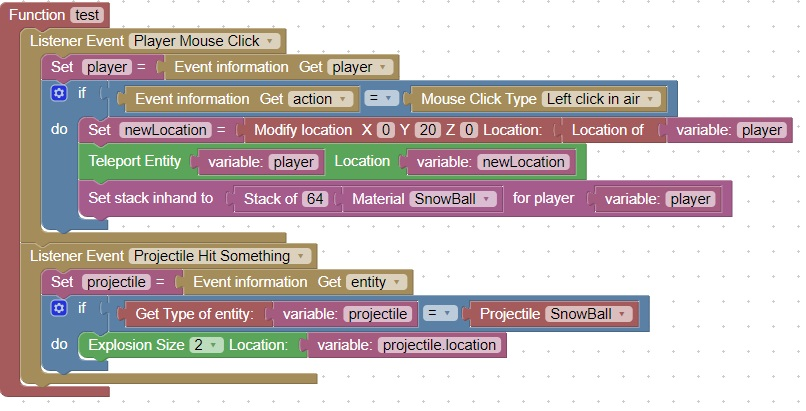 Function test
Listener Event Player Mouse Click
Set player = Event information Get player
if Event information Get action = Mouse Click Type Left click in air
do Set newLocation = Modify location X 0 Y 20 Z 0 Location: Location of variable: player
Teleport Entity variable: player Location variable: newLocation
Set stack inhand to Stack of 64 Material SnowBall for player variable: player
Listener Event Projectile Hit Something
Set projectile = Event information Get entity
if Get Type of entity: variable: projectile = Projectile SnowBall
do Explosion Size 2 Location: variable: projectile.location